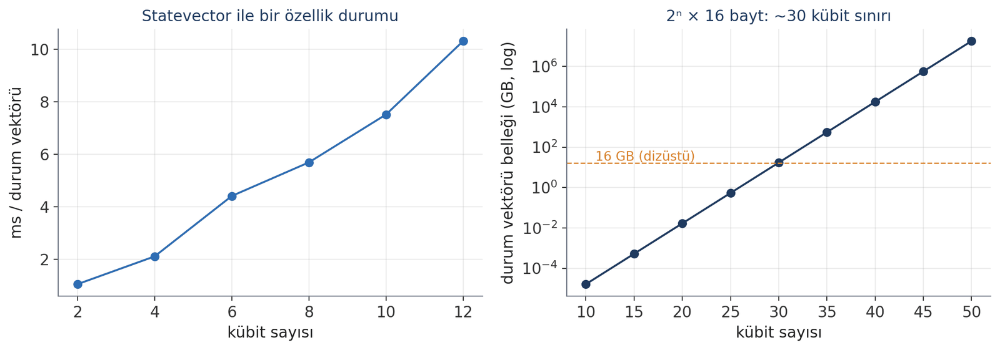 Statevector ile bir özellik durumu
ms / durum vektörü
10
8
6
4
2
2 4 6 8 10 12
kübit sayısı
2ⁿ × 16 bayt: ~30 kübit sınırı
durum vektörü belleği (GB, log)
10⁶
10⁴
10²
10⁰
10⁻²
10⁻⁴
16 GB (dizüstü)
10 15 20 25 30 35 40 45 50
kübit sayısı